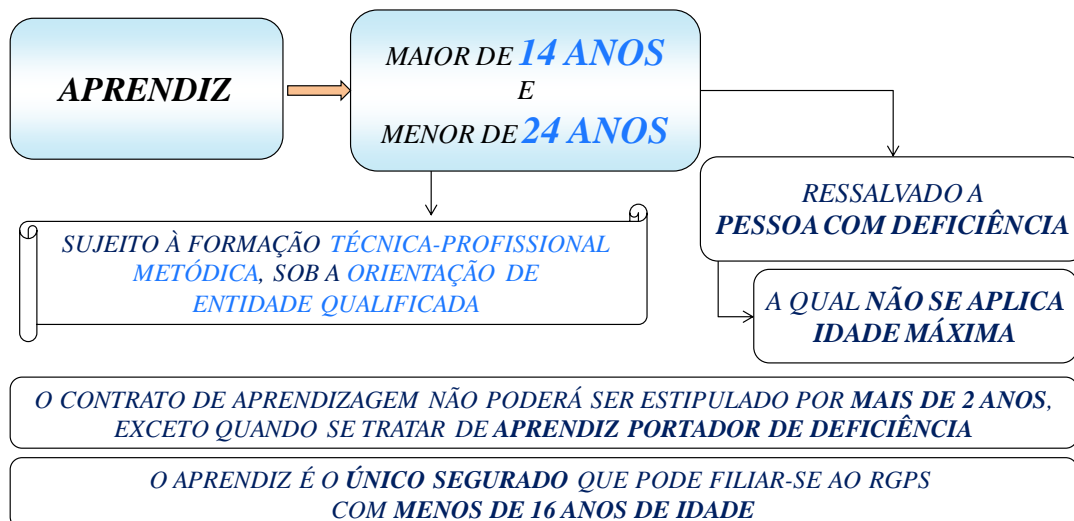 APRENDIZ
MAIOR DE 14 ANOS
E
MENOR DE 24 ANOS
RESSALVADO A
PESSOA COM DEFICIÊNCIA
SUJEITO À FORMAÇÃO TÉCNICA-PROFISSIONAL
METÓDICA, SOB A ORIENTAÇÃO DE
ENTIDADE QUALIFICADA
A QUAL NÃO SE APLICA
IDADE MÁXIMA
O CONTRATO DE APRENDIZAGEM NÃO PODERÁ SER ESTIPULADO POR MAIS DE 2 ANOS,
EXCETO QUANDO SE TRATAR DE APRENDIZ PORTADOR DE DEFICIÊNCIA
O APRENDIZ É O ÚNICO SEGURADO QUE PODE FILIAR-SE AO RGPS
COM MENOS DE 16 ANOS DE IDADE